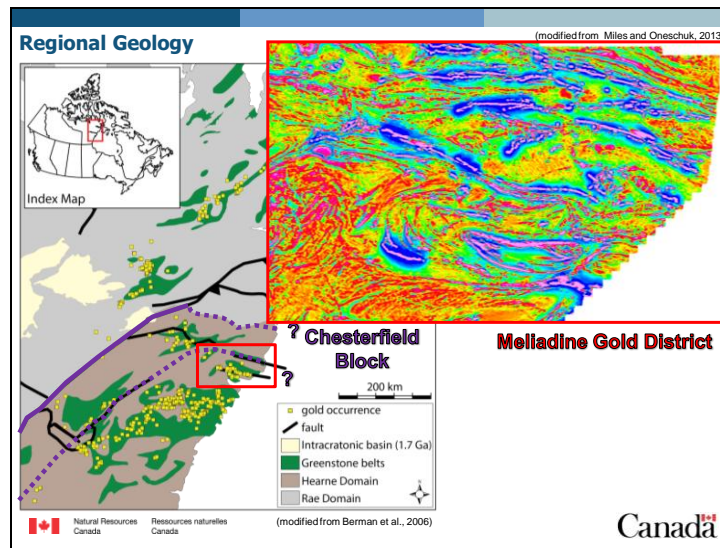 Regional Geology
(modified from Miles and Oneschuk, 2013
Index Map
?
Chesterfield
Block
?
Meliadine Gold District
200 km
gold occurrence
fault
Intracratonic basin (1.7 Ga)
Greenstone belts
Hearne Domain
Rae Domain
Natural Resources
Canada
Ressources naturelles
Canada
(modified from Berman et al., 2006)
Canada